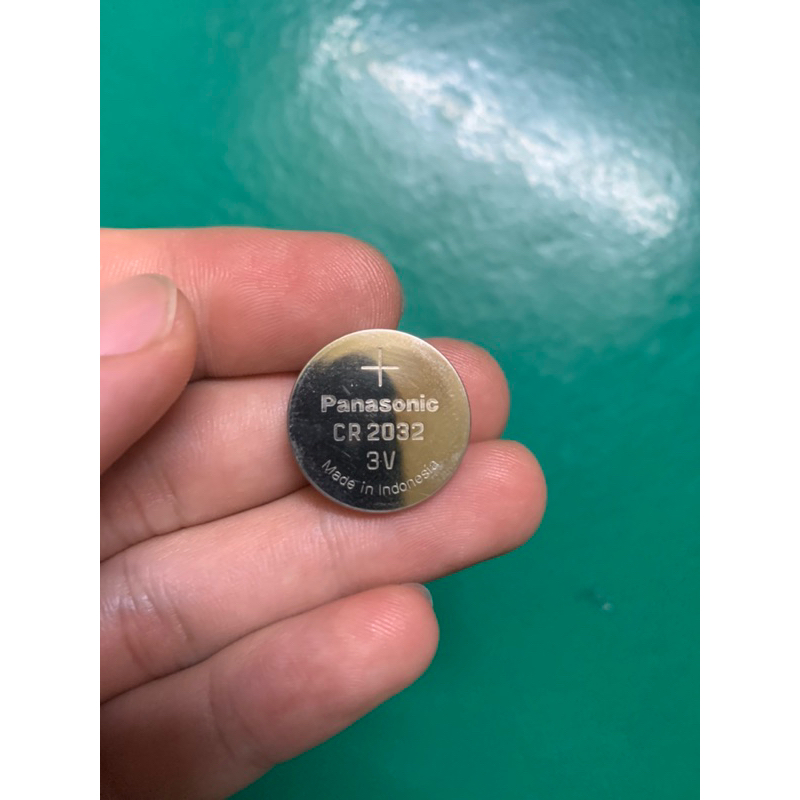 +
Panasonic
CR 2032
3V
Made in Indonesia